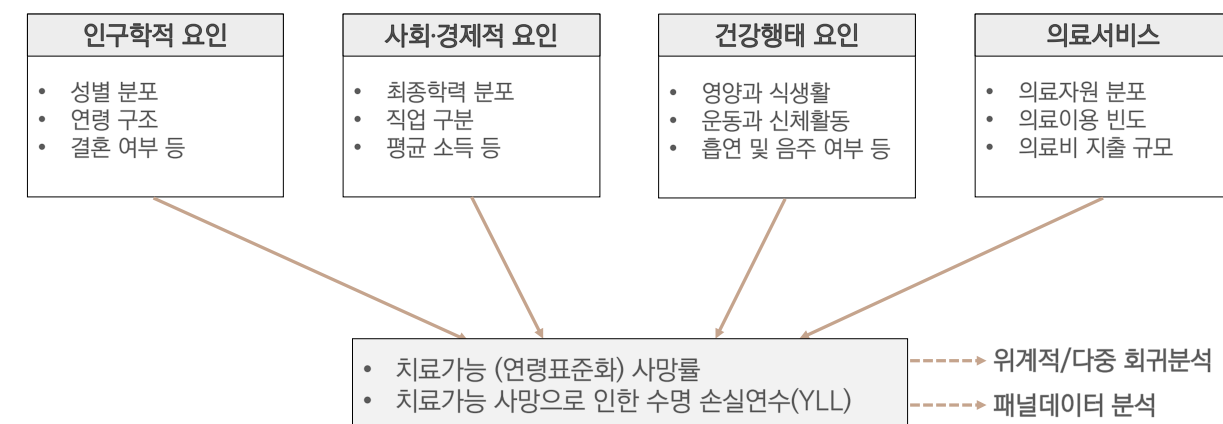 인구학적 요인
• 성별 분포
• 연령 구조
• 결혼 여부 등
사회·경제적 요인
• 최종학력 분포
• 직업 구분
• 평균 소득 등
건강행태 요인
• 영양과 식생활
• 운동과 신체활동
• 흡연 및 음주 여부 등
의료서비스
• 의료자원 분포
• 의료이용 빈도
• 의료비 지출 규모
• 치료가능 (연령표준화) 사망률
• 치료가능 사망으로 인한 수명 손실연수(YLL)
위계적/다중 회귀분석
패널데이터 분석